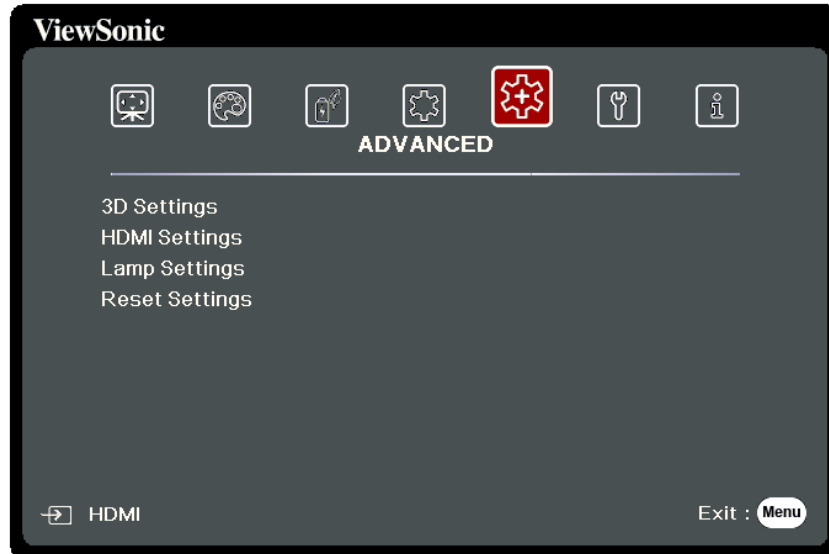 ViewSonic
ADVANCED
3D Settings
HDMI Settings
Lamp Settings
Reset Settings
HDMI
Exit : Menu